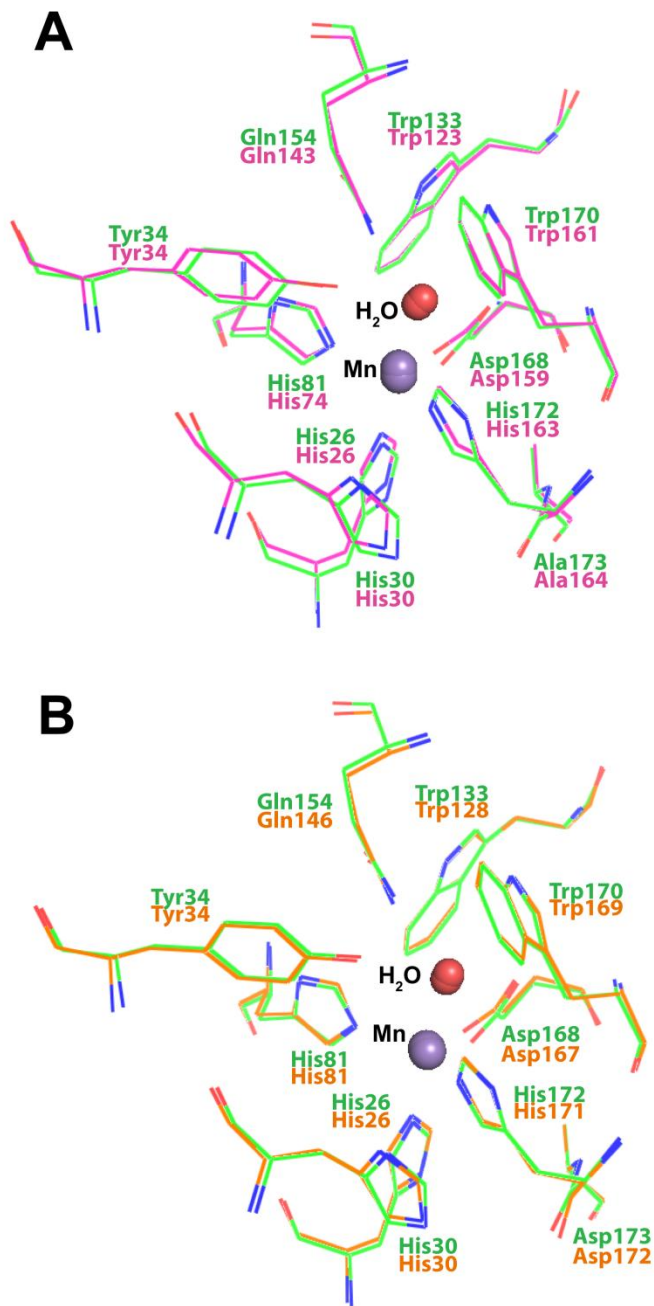 A
Gln154
Gln143
Trp133
Trp123
Tyr34
Tyr34
Trp170
Trp161
H₂O
Mn
Asp168
Asp159
His81
His74
His172
His163
His26
His26
His30
His30
Ala173
Ala164
B
Gln154
Gln146
Trp133
Trp128
Tyr34
Tyr34
Trp170
Trp169
H₂O
Mn
Asp168
Asp167
His81
His81
His172
His171
His26
His26
His30
His30
Asp173
Asp172